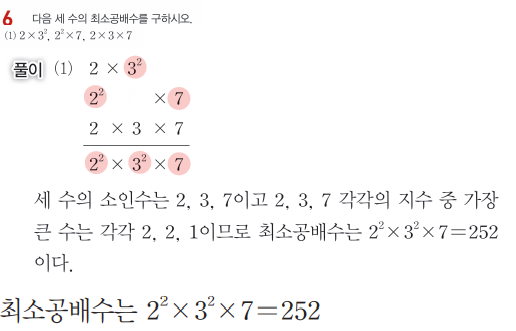 6 다음 세 수의 최소공배수를 구하시오.
(1) 2×3², 2²×7, 2×3×7
풀이 (1) 2 × 3²
2² × 7
2 × 3 × 7
2² × 3² × 7
세 수의 소인수는 2, 3, 7이고 2, 3, 7 각각의 지수 중 가장
큰 수는 각각 2, 2, 1이므로 최소공배수는 2²×3²×7=252
이다.
최소공배수는 2²×3²×7=252